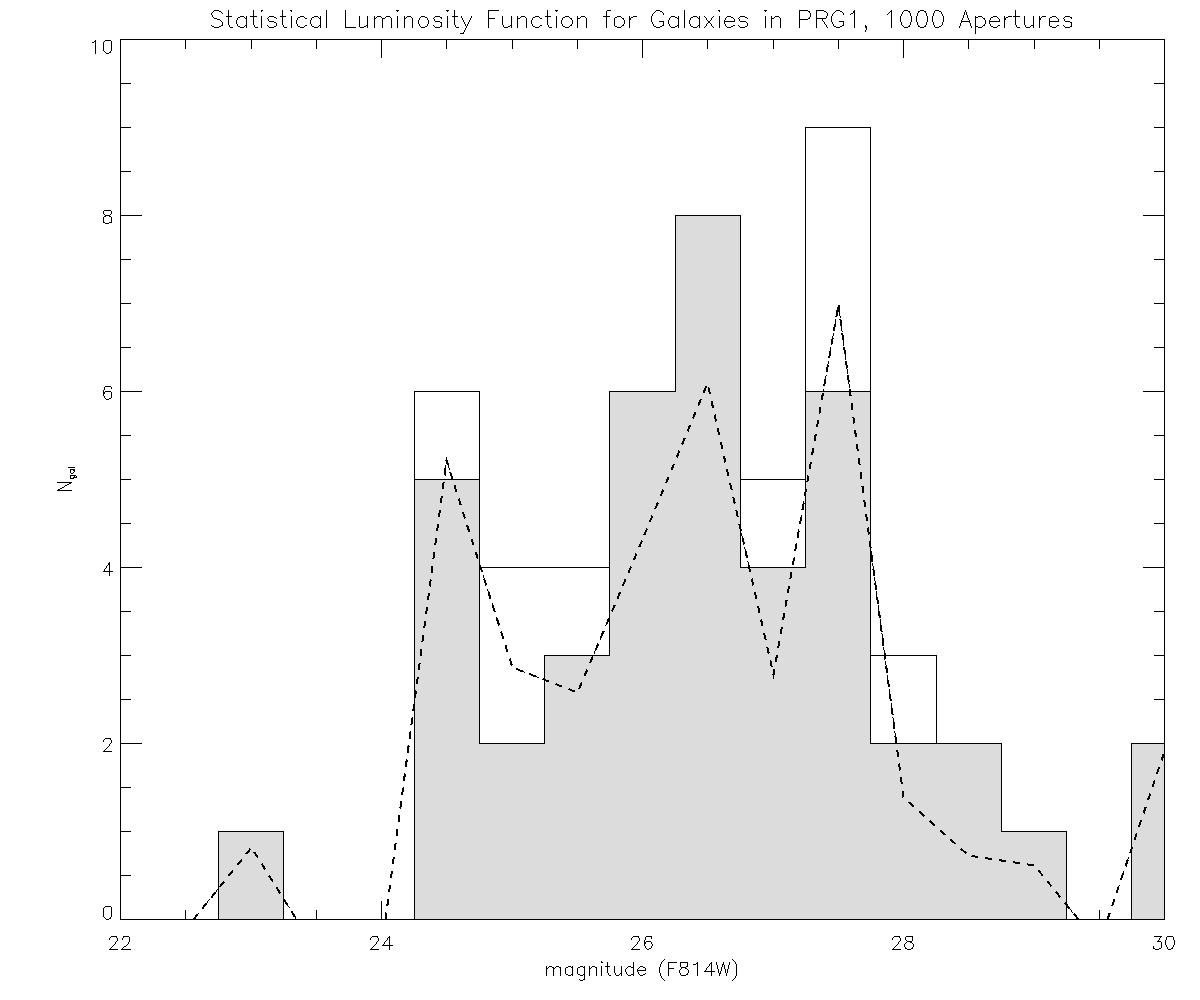 Statistical Luminosity Function for Galaxies in PRG1, 1000 Apertures
10
8
6
4
2
0
N_gal
22 24 26 28 30
magnitude (F814W)